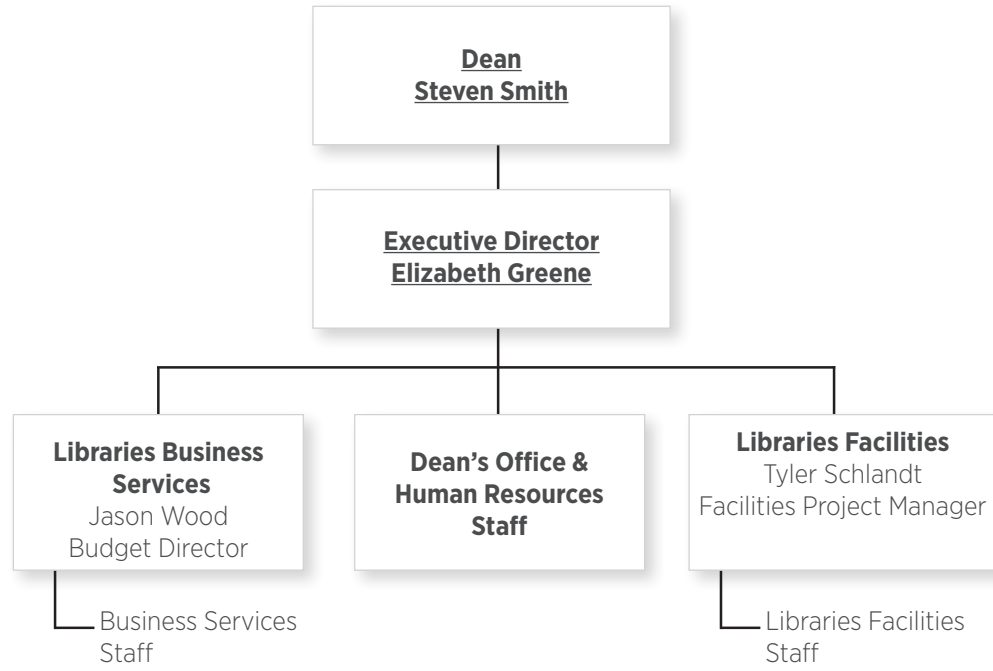 Dean
Steven Smith
Executive Director
Elizabeth Greene
Libraries Business
Services
Jason Wood
Budget Director
Business Services
Staff
Dean’s Office &
Human Resources
Staff
Libraries Facilities
Tyler Schlandt
Facilities Project Manager
Libraries Facilities
Staff